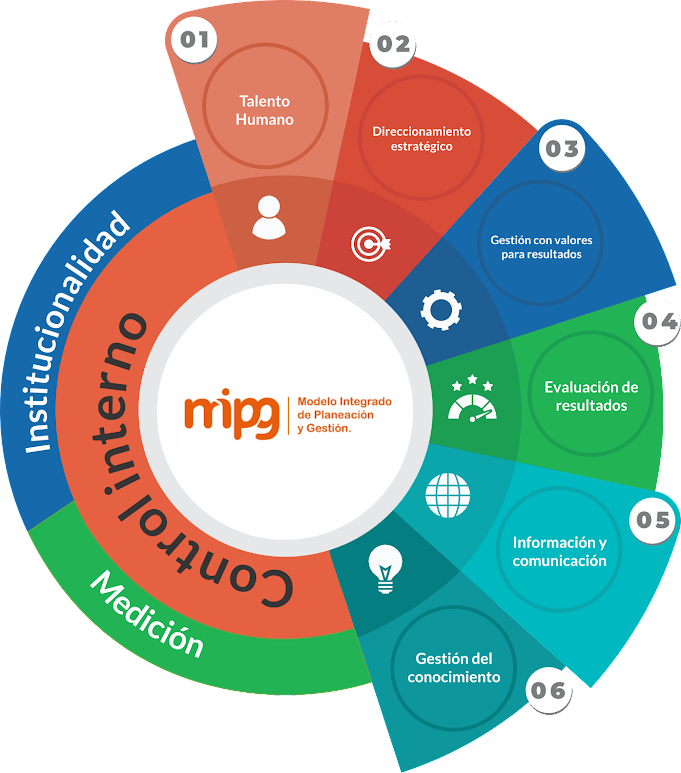 01
Talento
Humano
02
Direccionamiento
estratégico
03
Gestión con valores
para resultados
04
Evaluación de
resultados
05
Información y
comunicación
06
Gestión del
conocimiento
Institucionalidad
Control interno
Medición
mipg
Modelo Integrado
de Planeación
y Gestión.